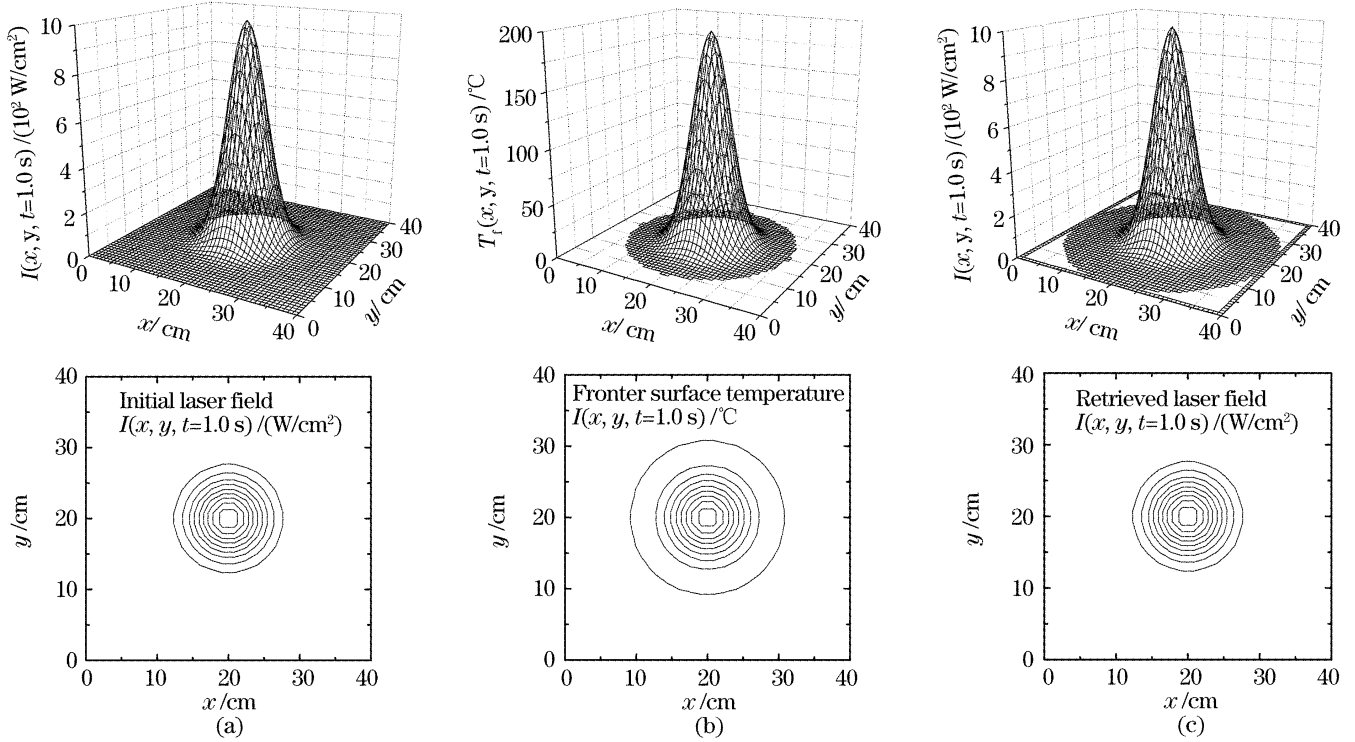 I(x, y, t=1.0 s) /(10² W/cm²)
10
8
6
4
2
0
0
10
20
30
40
x/ cm
0
10
20
30
40
y/ cm
T_f(x, y, t=1.0 s) /℃
200
150
100
50
0
0
10
20
30
40
x/ cm
0
10
20
30
40
y/ cm
I(x, y, t=1.0 s) /(10² W/cm²)
10
8
6
4
2
0
0
10
20
30
40
x/ cm
0
10
20
30
40
y/ cm
Initial laser field
I(x, y, t=1.0 s) /(W/cm²)
40
30
20
10
0
y /cm
0 10 20 30 40
x /cm
(a)
Fronter surface temperature
I(x, y, t=1.0 s) /℃
40
30
20
10
0
y /cm
0 10 20 30 40
x /cm
(b)
Retrieved laser field
I(x, y, t=1.0 s) /(W/cm²)
40
30
20
10
0
y /cm
0 10 20 30 40
x /cm
(c)